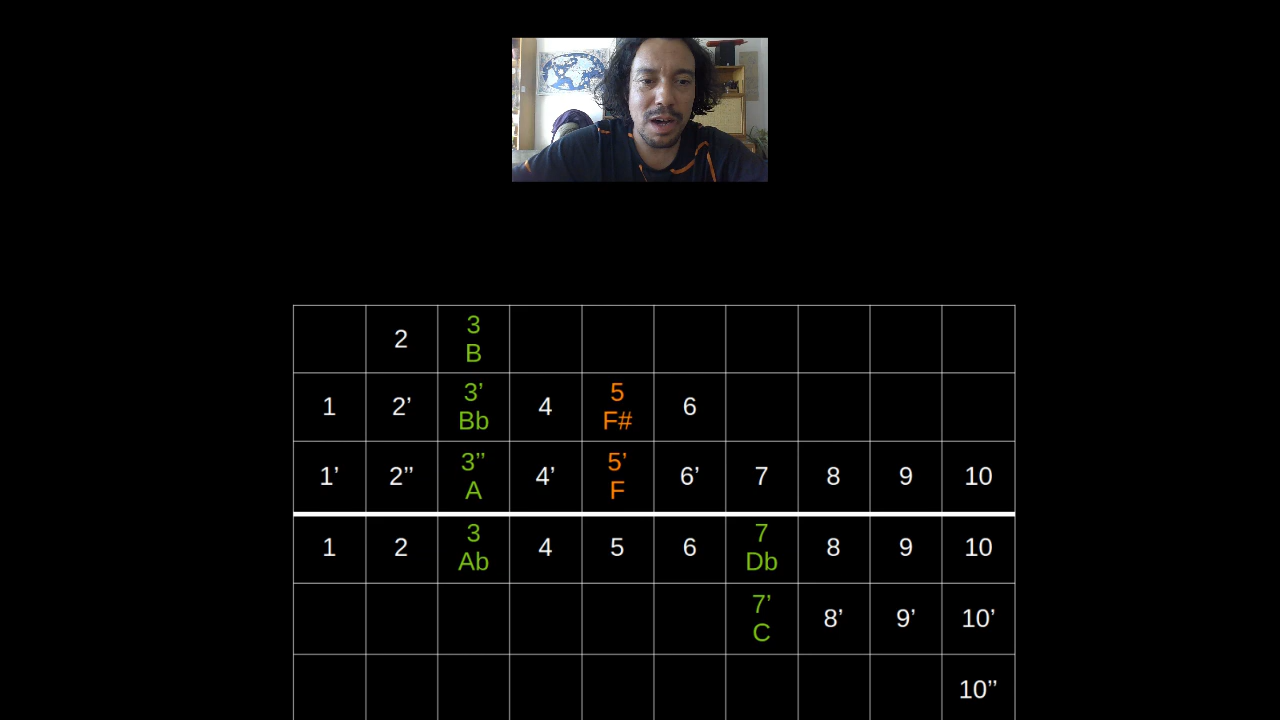 2 3
B
1 2’ 3’ 4 5 6
Bb F#
1’ 2’’ 3’’ 4’ 5’ 6’ 7 8 9 10
A F
1 2 3 4 5 6 7 8 9 10
Ab Db
7’ 8’ 9’ 10’
C
10’’